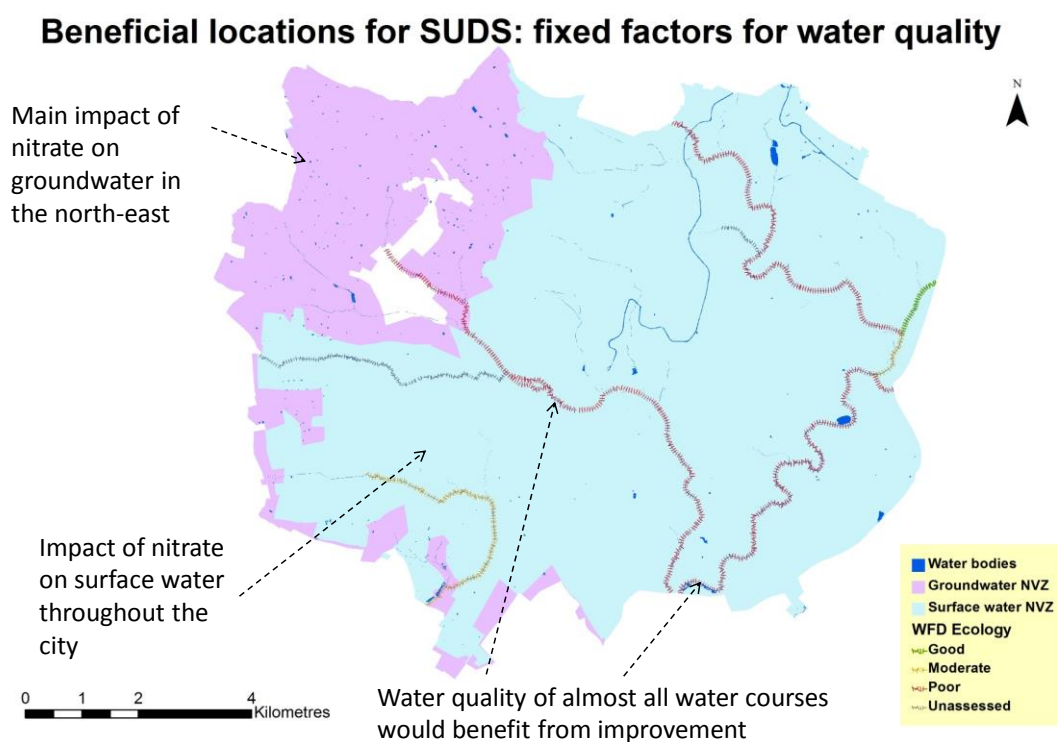 Beneficial locations for SUDS: fixed factors for water quality
Main impact of
nitrate on
groundwater in
the north-east
N
Impact of nitrate
on surface water
throughout the
city
Water quality of almost all water courses
would benefit from improvement
Water bodies
Groundwater NVZ
Surface water NVZ
WFD Ecology
Good
Moderate
Poor
Unassessed
0 1 2 4
Kilometres